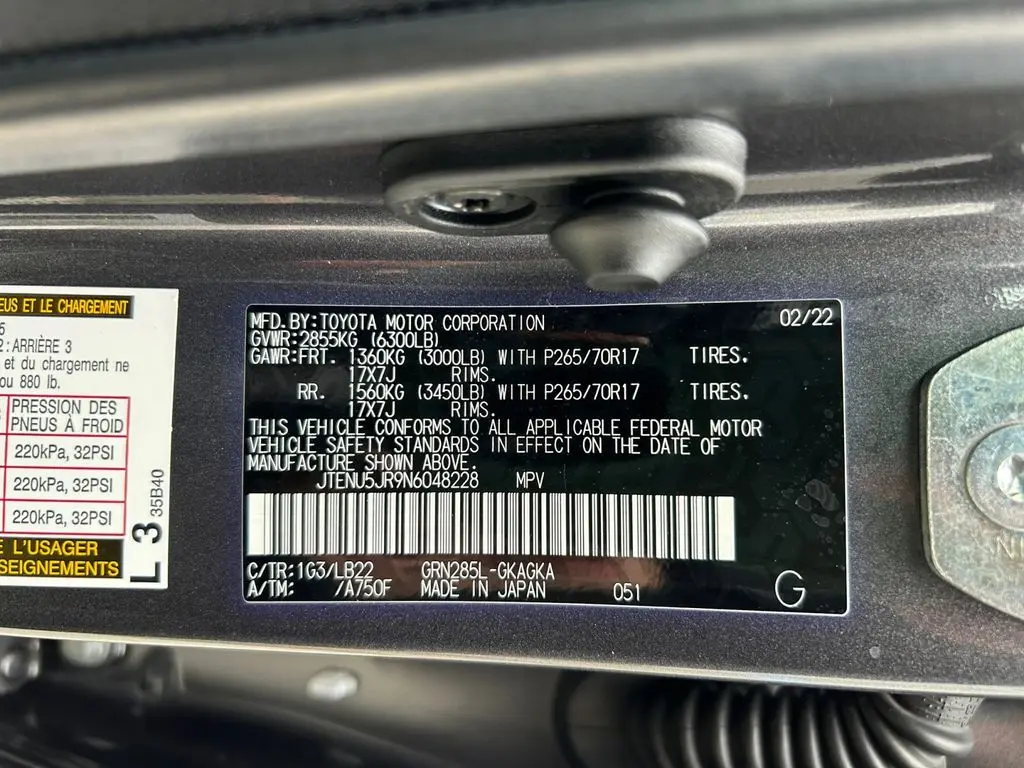 EUS ET LE CHARGEMENT
5
2 : ARRIÈRE 3
et du chargement ne
ou 880 lb.
PRESSION DES
PNEUS À FROID
220kPa, 32PSI
220kPa, 32PSI
220kPa, 32PSI
E L'USAGER
SEIGNEMENTS
L 3 35B40
MFD.BY:TOYOTA MOTOR CORPORATION 02/22
GVWR:2855KG (6300LB)
GAWR:FRT. 1360KG (3000LB) WITH P265/70R17 TIRES.
17X7J RIMS.
RR. 1560KG (3450LB) WITH P265/70R17 TIRES.
17X7J RIMS.
THIS VEHICLE CONFORMS TO ALL APPLICABLE FEDERAL MOTOR
VEHICLE SAFETY STANDARDS IN EFFECT ON THE DATE OF
MANUFACTURE SHOWN ABOVE.
JTENU5JR9N6048228 MPV
C/TR:1G3/LB22 GRN285L-GKAGKA
A/TM: /A750F MADE IN JAPAN 051 G